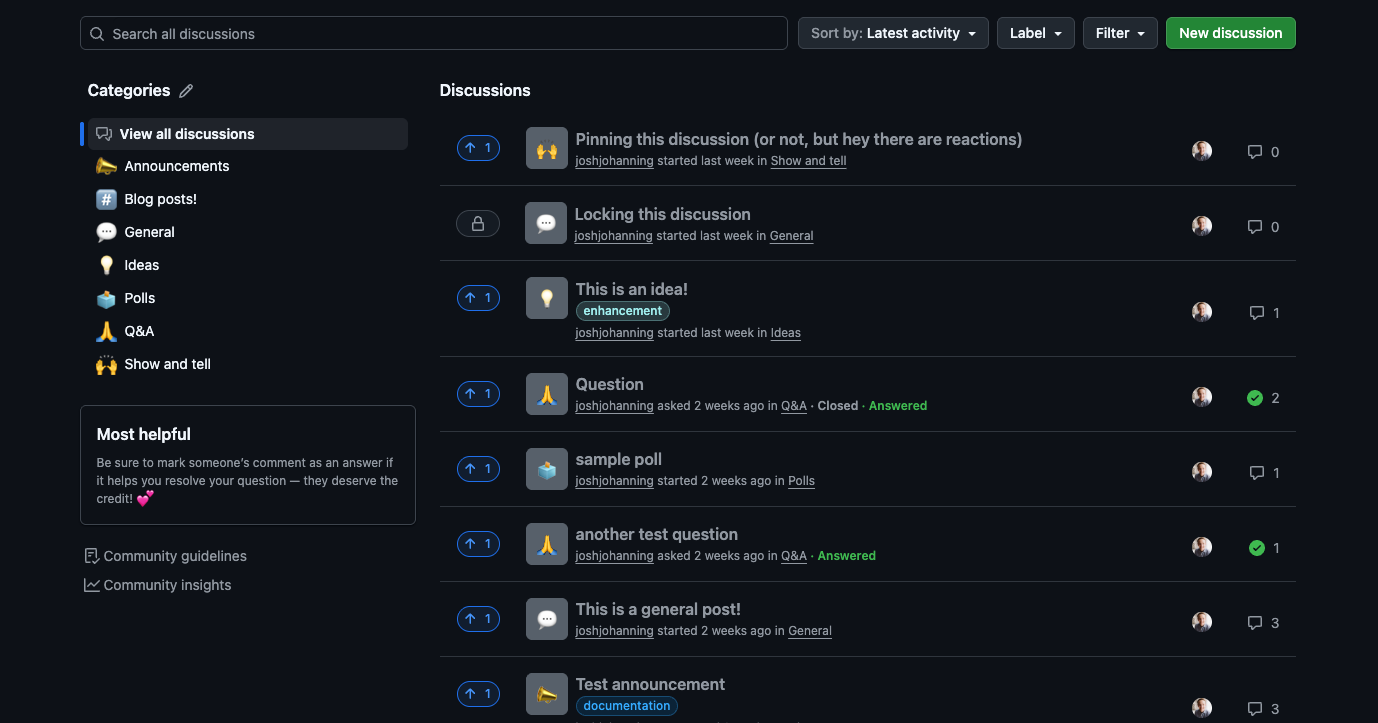 Search all discussions
Sort by: Latest activity
Label
Filter
New discussion
Categories
View all discussions
Announcements
Blog posts!
General
Ideas
Polls
Q&A
Show and tell
Most helpful
Be sure to mark someone's comment as an answer if
it helps you resolve your question — they deserve the
credit! 💕
Community guidelines
Community insights
Discussions
1
Pinning this discussion (or not, but hey there are reactions)
joshjohanning started last week in Show and tell
0
Locking this discussion
joshjohanning started last week in General
0
1
This is an idea!
enhancement
joshjohanning started last week in Ideas
1
1
Question
joshjohanning asked 2 weeks ago in Q&A · Closed · Answered
2
1
sample poll
joshjohanning started 2 weeks ago in Polls
1
1
another test question
joshjohanning asked 2 weeks ago in Q&A · Answered
1
1
This is a general post!
joshjohanning started 2 weeks ago in General
3
1
Test announcement
documentation
3